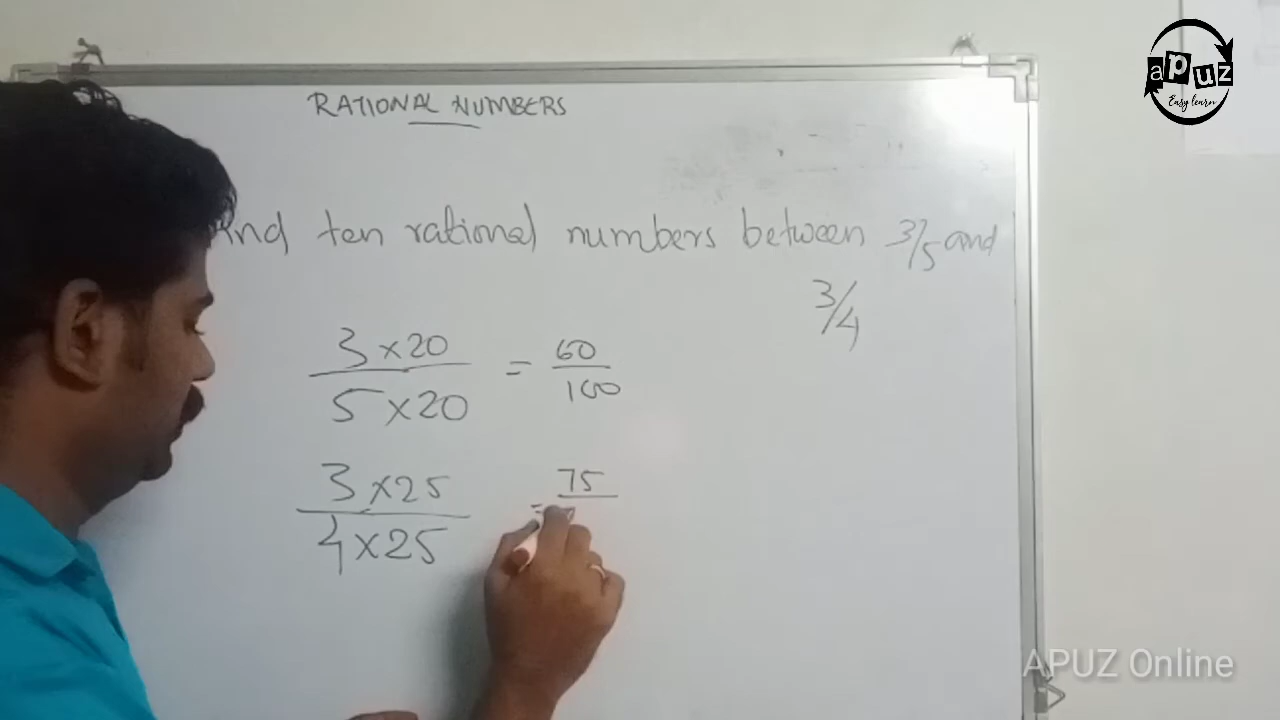 apuz
Easy learn
RATIONAL NUMBERS
ten rational numbers between 3/5 and
3/4
3 × 20
5 × 20
= 60
100
3 × 25
4 × 25
= 75
APUZ Online